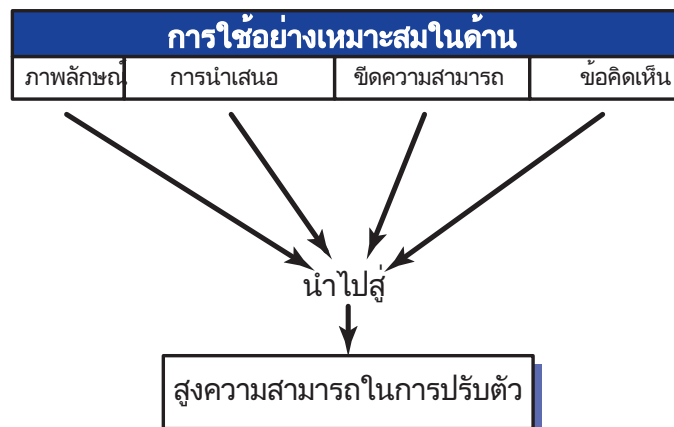 การใช้อย่างเหมาะสมในด้าน
ภาพลักษณ์ การนำเสนอ ขีดความสามารถ ข้อคิดเห็น
นำไปสู่
สูงความสามารถในการปรับตัว